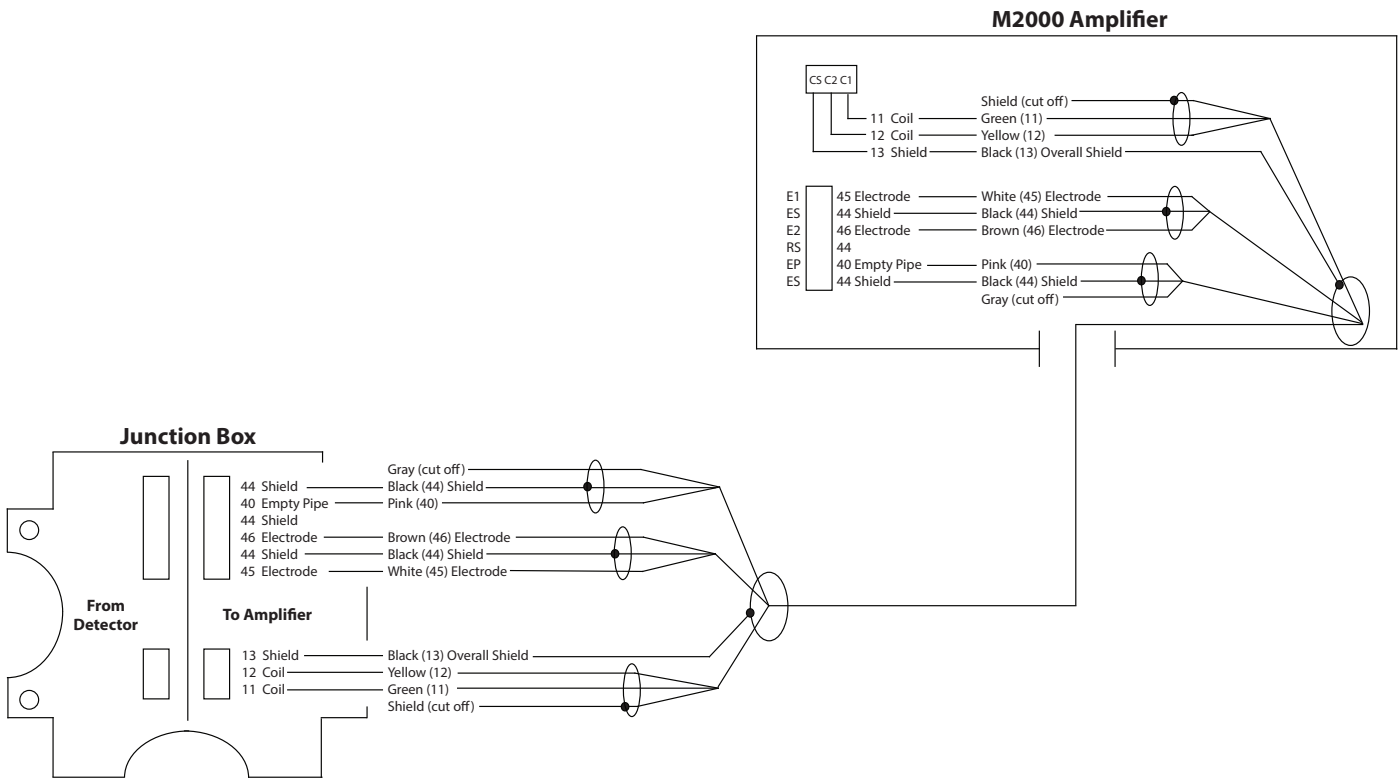 M2000 Amplifier
CS C2 C1
Shield (cut off)
11 Coil Green (11)
12 Coil Yellow (12)
13 Shield Black (13) Overall Shield
E1 45 Electrode White (45) Electrode
ES 44 Shield Black (44) Shield
E2 46 Electrode Brown (46) Electrode
RS 44
EP 40 Empty Pipe Pink (40)
ES 44 Shield Black (44) Shield
Gray (cut off)
Junction Box
Gray (cut off)
44 Shield Black (44) Shield
40 Empty Pipe Pink (40)
44 Shield
46 Electrode Brown (46) Electrode
44 Shield Black (44) Shield
45 Electrode White (45) Electrode
From
Detector
To Amplifier
13 Shield Black (13) Overall Shield
12 Coil Yellow (12)
11 Coil Green (11)
Shield (cut off)